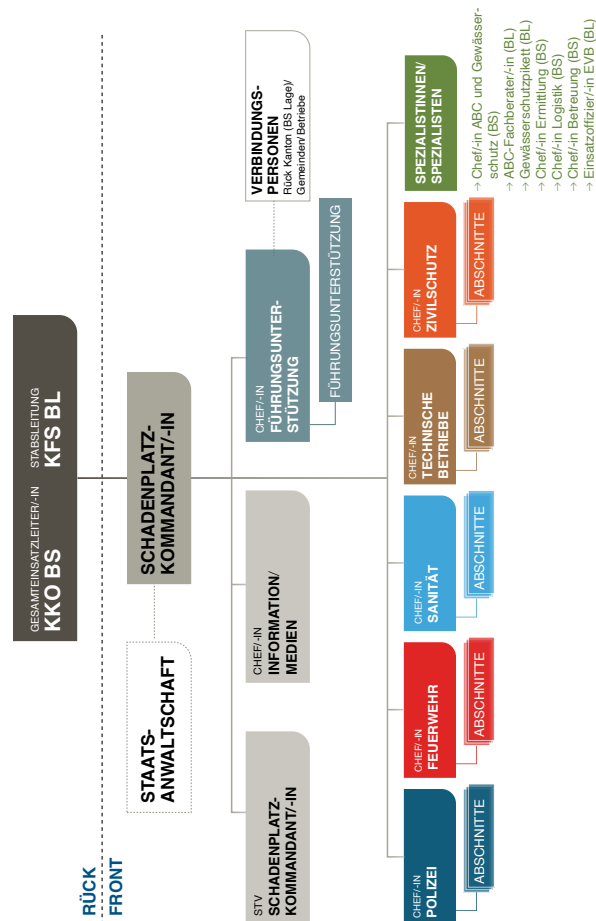 GESAMTEINSATZLEITER/-IN
KKO BS
STABSLEITUNG
KFS BL
RÜCK
FRONT
STAATS-
ANWALTSCHAFT
SCHADENPLATZ-
KOMMANDANT/-IN
STV
SCHADENPLATZ-
KOMMANDANT/-IN
CHEF/-IN
INFORMATION/
MEDIEN
CHEF/-IN
FÜHRUNGSUNTER-
STÜTZUNG
FÜHRUNGSUNTERSTÜTZUNG
VERBINDUNGS-
PERSONEN
Rück Kanton (BS Lage)/
Gemeinden/Betriebe
CHEF/-IN
POLIZEI
ABSCHNITTE
CHEF/-IN
FEUERWEHR
ABSCHNITTE
CHEF/-IN
SANITÄT
ABSCHNITTE
CHEF/-IN
TECHNISCHE
BETRIEBE
ABSCHNITTE
CHEF/-IN
ZIVILSCHUTZ
ABSCHNITTE
SPEZIALISTINNEN/
SPEZIALISTEN
→ Chef/-in ABC und Gewässer-
schutz (BS)
→ ABC-Fachberater/-in (BL)
→ Gewässerschutzpikett (BL)
→ Chef/-in Ermittlung (BS)
→ Chef/-in Logistik (BS)
→ Chef/-in Betreuung (BS)
→ Einsatzoffizier/-in EVB (BL)